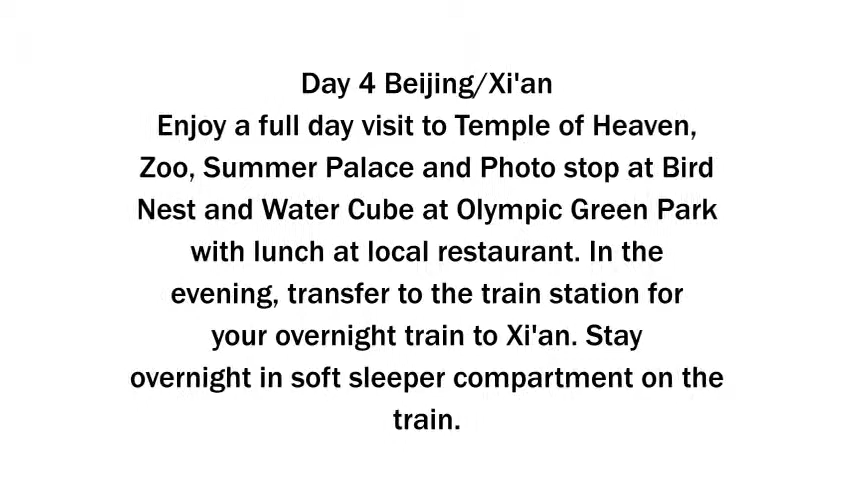 Day 4 Beijing/Xi'an
Enjoy a full day visit to Temple of Heaven,
Zoo, Summer Palace and Photo stop at Bird
Nest and Water Cube at Olympic Green Park
with lunch at local restaurant. In the
evening, transfer to the train station for
your overnight train to Xi'an. Stay
overnight in soft sleeper compartment on the
train.